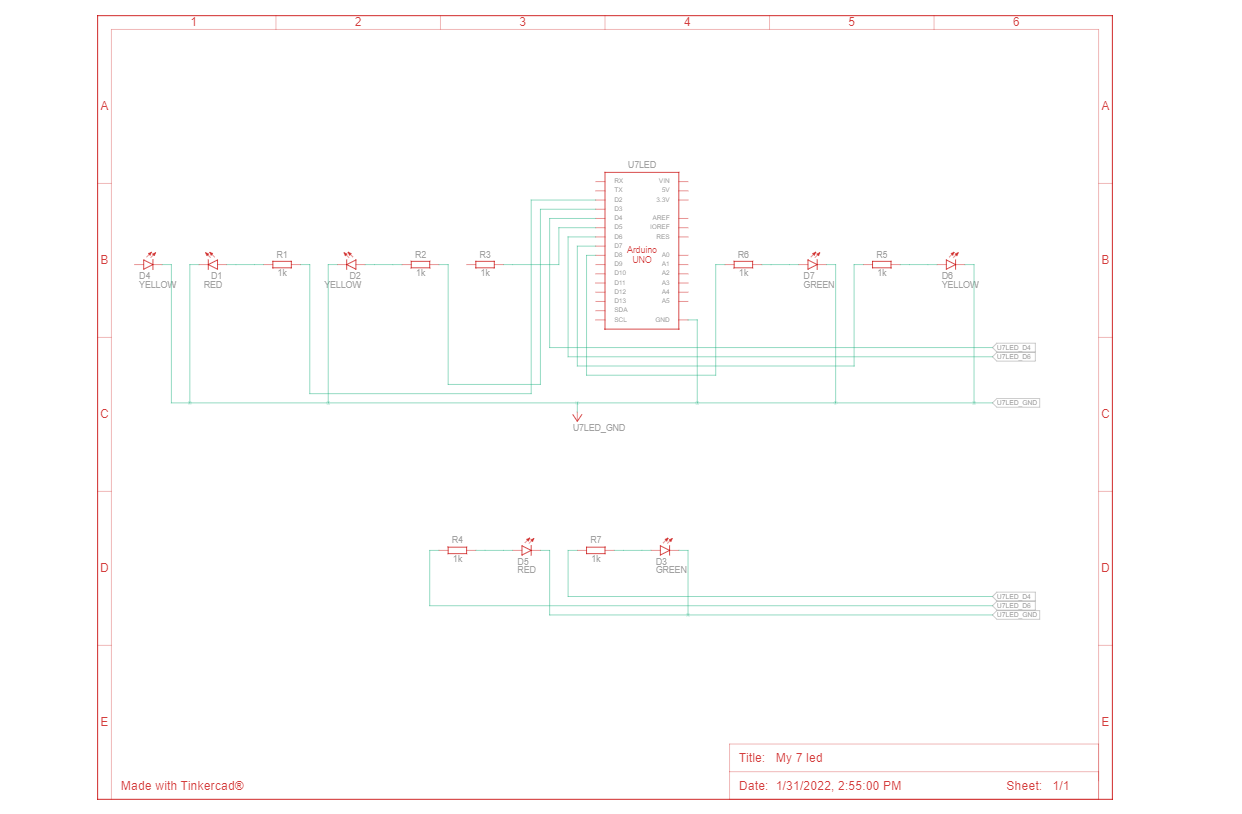 1 2 3 4 5 6
A A
U7LED
RX VIN
TX 5V
D2 3.3V
D3
D4 AREF
D5 IOREF
D6 RES
D7
Arduino
UNO
D8 A0
D9 A1
D10 A2
D11 A3
D12 A4
D13 A5
SDA
SCL GND
B B
D4
YELLOW
D1
RED
R1
1k
D2
YELLOW
R2
1k
R3
1k
R6
1k
D7
GREEN
R5
1k
D6
YELLOW
U7LED_D4
U7LED_D6
U7LED_GND
C C
U7LED_GND
R4
1k
D5
RED
R7
1k
D3
GREEN
D D
U7LED_D4
U7LED_D6
U7LED_GND
E E
Title: My 7 led
Made with Tinkercad®
Date: 1/31/2022, 2:55:00 PM Sheet: 1/1